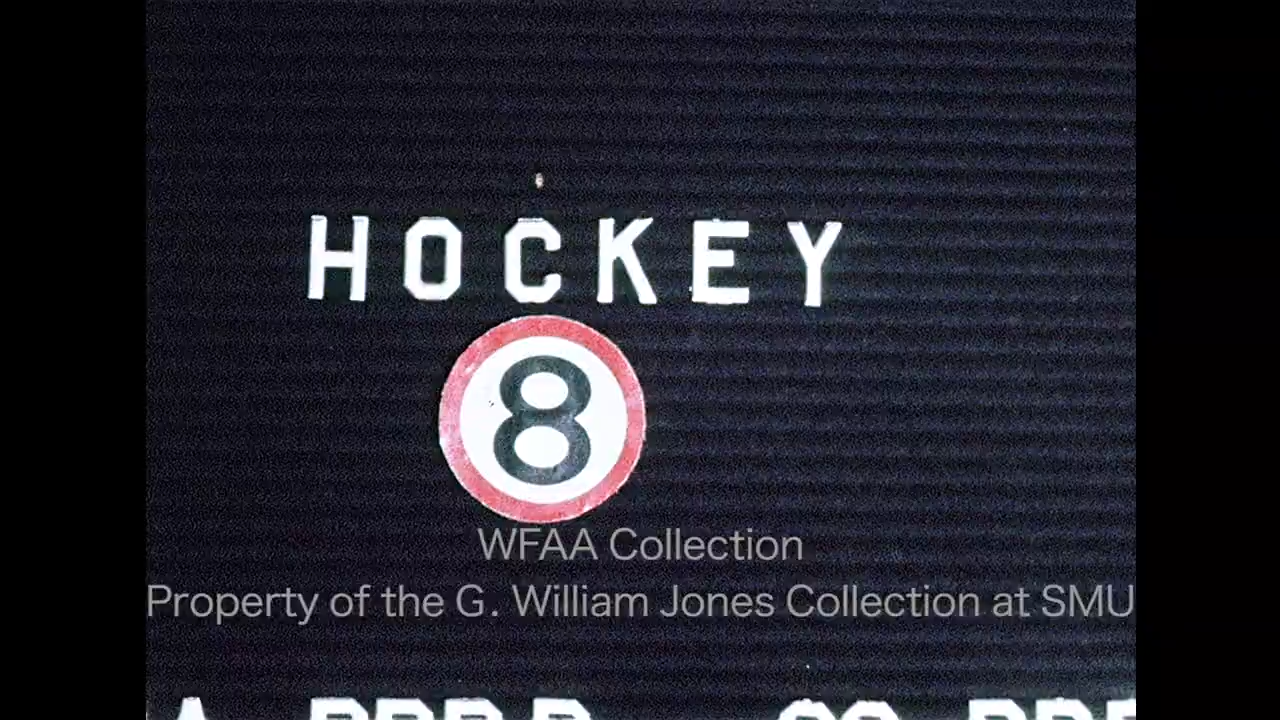 HOCKEY
8
WFAA Collection
Property of the G. William Jones Collection at SMU